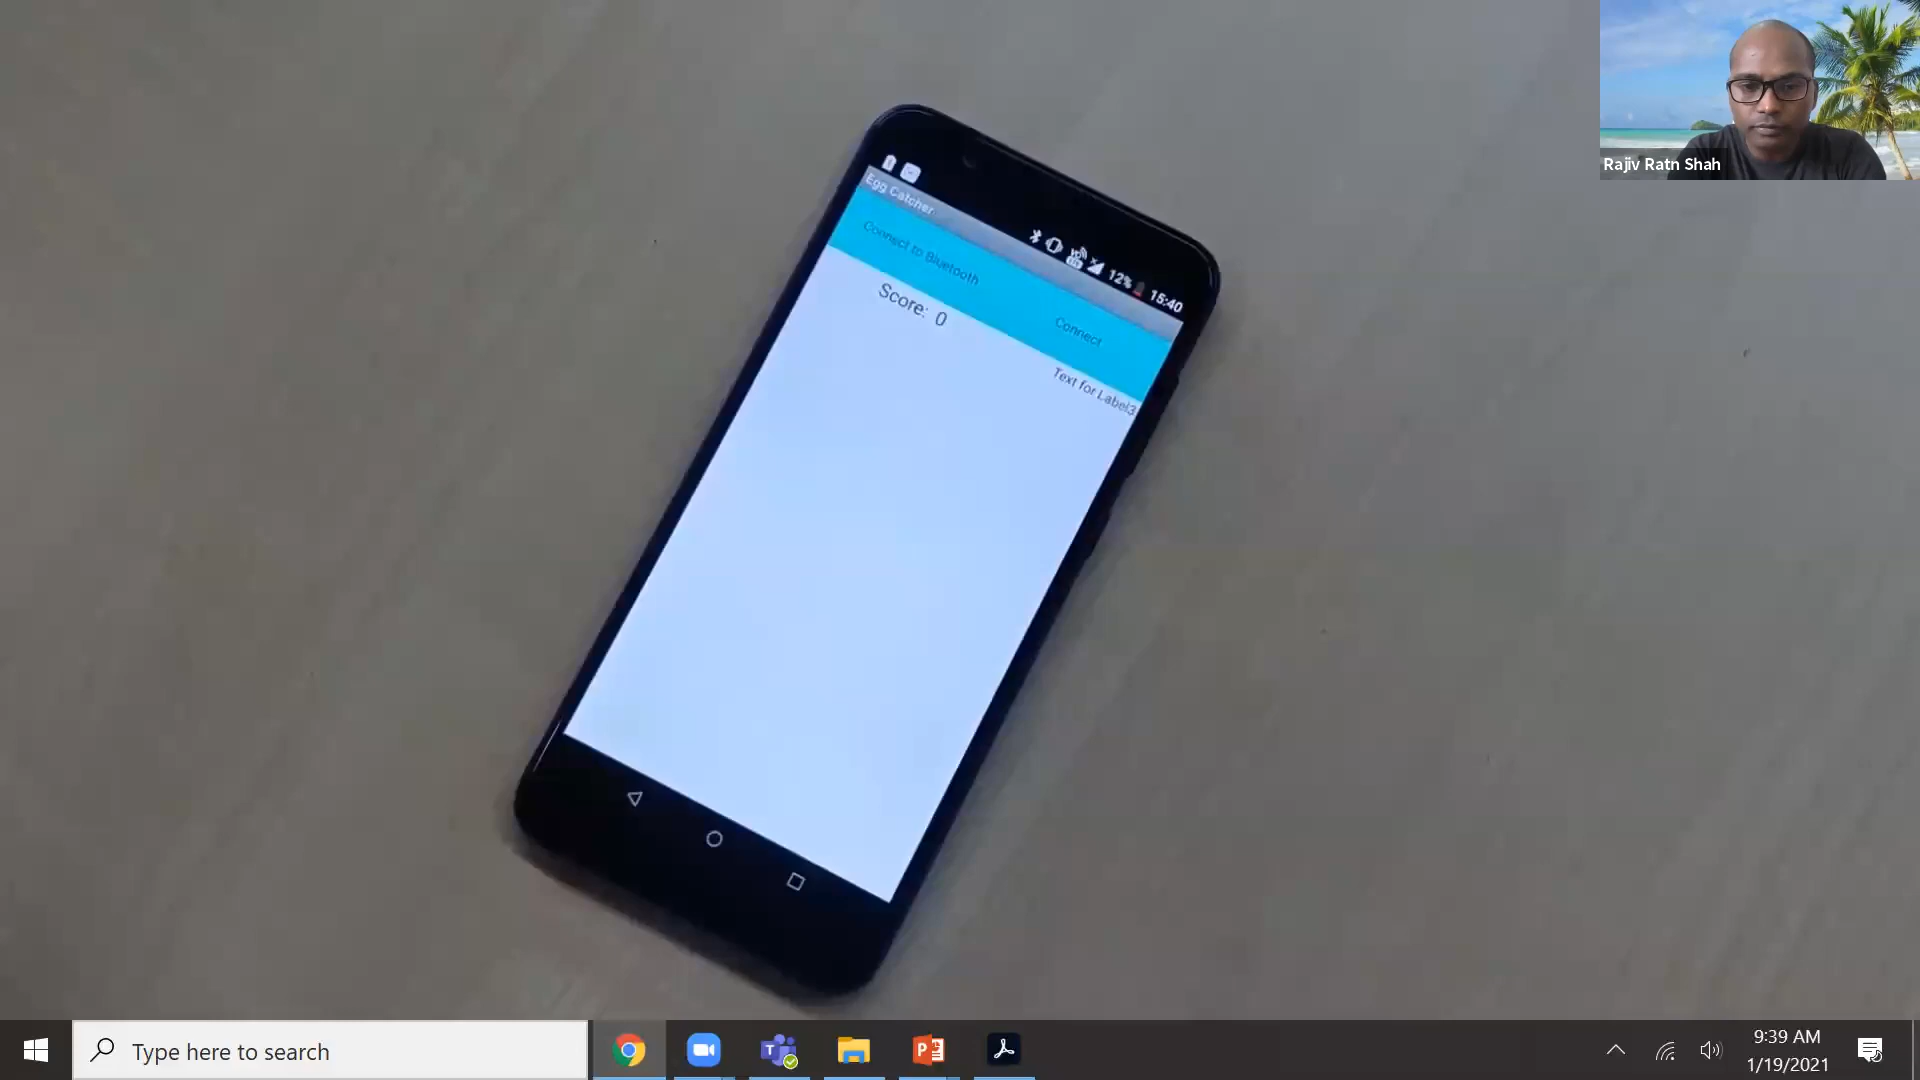 Rajiv Ratn Shah
12% 15:40
Egg Catcher
Connect to Bluetooth
Connect
Score: 0
Text for Label3
Type here to search
9:39 AM
1/19/2021